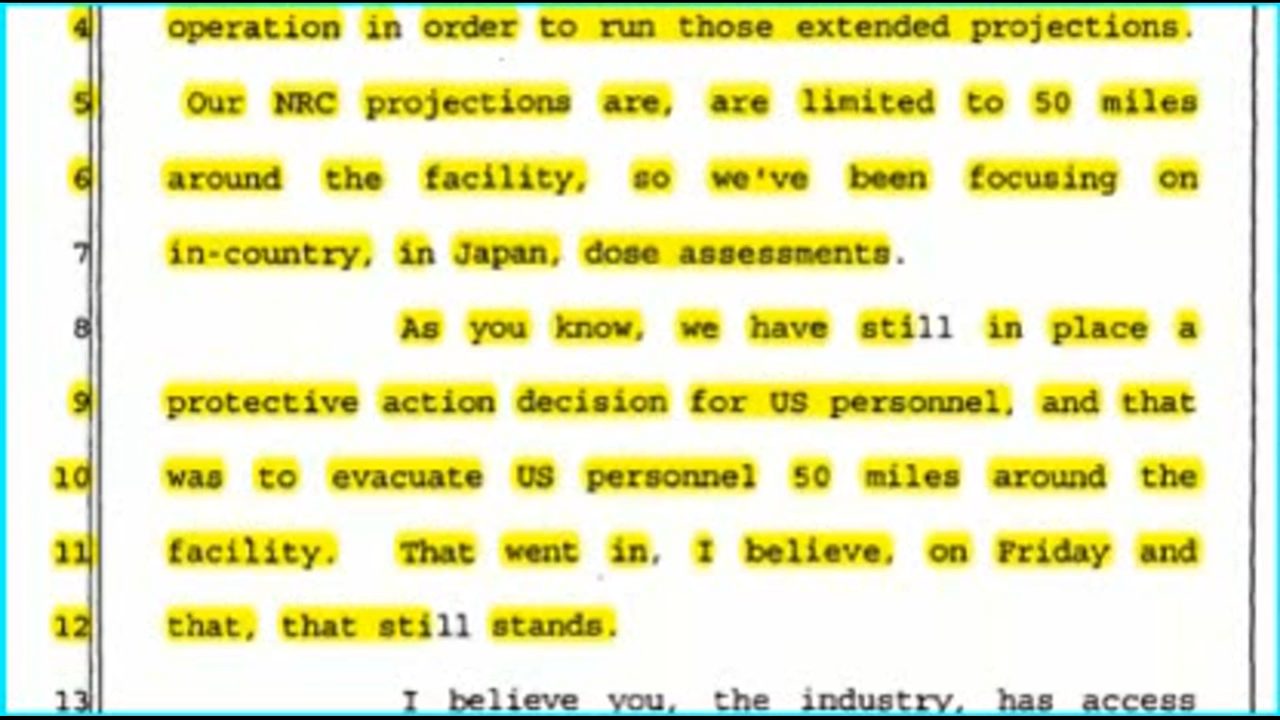 4 operation in order to run those extended projections.
5 Our NRC projections are, are limited to 50 miles
6 around the facility, so we've been focusing on
7 in-country, in Japan, dose assessments.
8 As you know, we have still in place a
9 protective action decision for US personnel, and that
10 was to evacuate US personnel 50 miles around the
11 facility. That went in, I believe, on Friday and
12 that, that still stands.
13 I believe you, the industry, has access